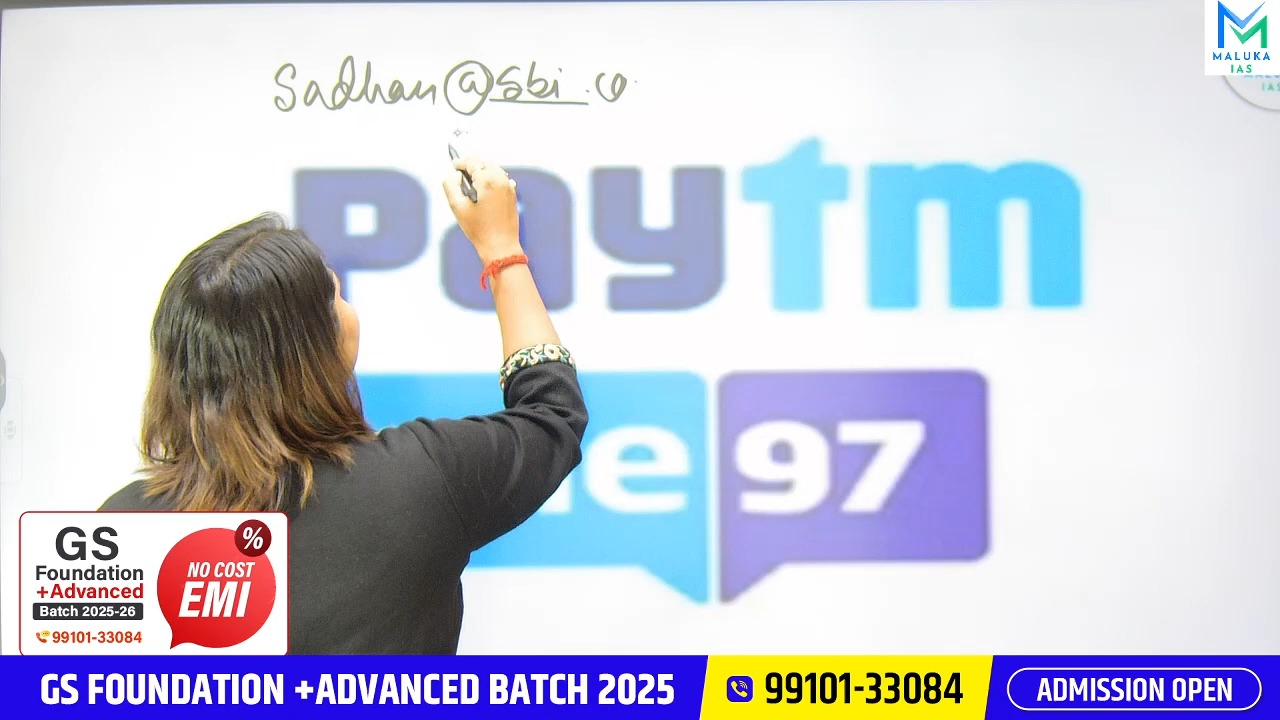 MALUKA
IAS
Sadhan@sbi.co
Paytm
97
GS
Foundation
+Advanced
Batch 2025-26
99101-33084
%
NO COST
EMI
GS FOUNDATION +ADVANCED BATCH 2025
99101-33084
ADMISSION OPEN